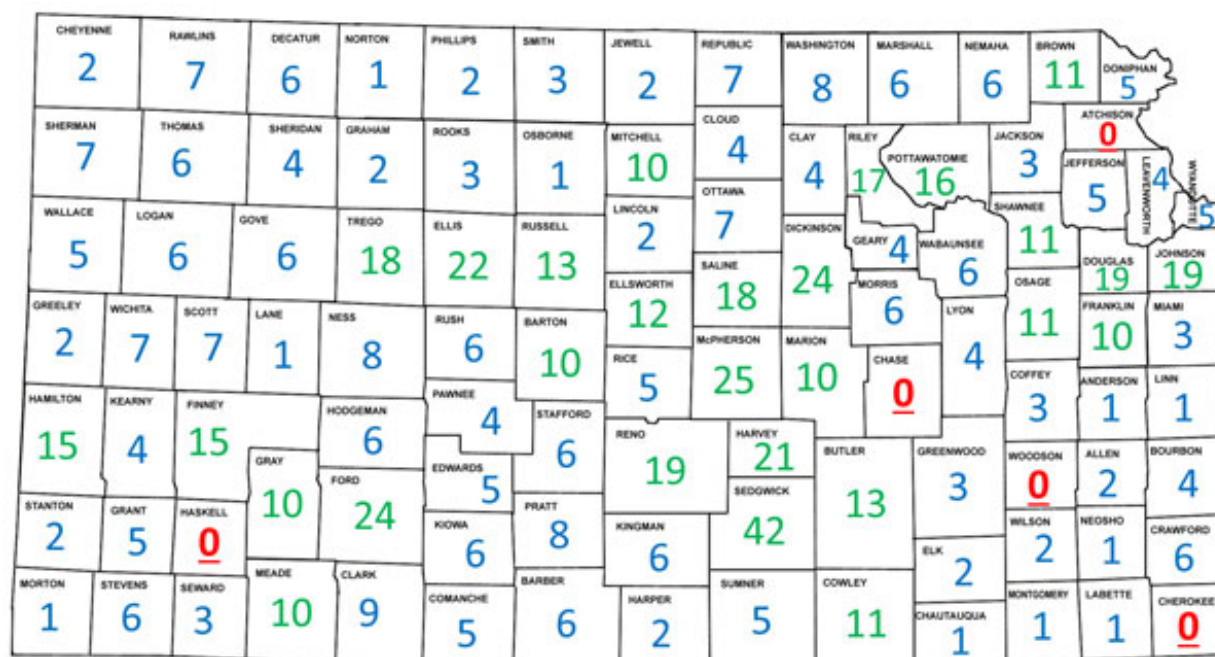 CHEYENNE RAWLINS DECATUR NORTON PHILLIPS SMITH JEWELL REPUBLIC WASHINGTON MARSHALL NEMAHA BROWN DONIPHAN
2 7 6 1 2 3 2 7 8 6 6 11 5
SHERMAN THOMAS SHERIDAN GRAHAM ROOKS OSBORNE MITCHELL CLOUD CLAY RILEY POTTAWATOMIE JACKSON ATCHISON JEFFERSON LEAVENWORTH WYANDOTTE
7 6 4 2 3 1 10 4 4 17 16 3 0 5 4 5
WALLACE LOGAN GOVE TREGO ELLIS RUSSELL LINCOLN OTTAWA DICKINSON GEARY WABAUNSEE SHAWNEE DOUGLAS JOHNSON
5 6 6 18 22 13 2 7 24 4 6 11 19 19
ELLSWORTH SALINE MORRIS OSAGE
12 18 6 11
GREELEY WICHITA SCOTT LANE NESS RUSH BARTON RICE McPHERSON MARION CHASE LYON FRANKLIN MIAMI
2 7 7 1 8 6 10 5 25 10 0 4 10 3
HAMILTON KEARNY FINNEY HODGEMAN PAWNEE STAFFORD RENO HARVEY BUTLER GREENWOOD COFFEY ANDERSON LINN
15 4 15 6 4 6 19 21 13 3 3 1 1
GRAY FORD EDWARDS SEDGWICK WOODSON ALLEN BOURBON
10 24 5 42 0 2 4
STANTON GRANT HASKELL KIOWA PRATT KINGMAN ELK WILSON NEOSHO CRAWFORD
2 5 0 6 8 6 2 2 1 6
MORTON STEVENS SEWARD MEADE CLARK COMANCHE BARBER HARPER SUMNER COWLEY CHAUTAUQUA MONTGOMERY LABETTE CHEROKEE
1 6 3 10 9 5 6 2 5 11 1 1 1 0